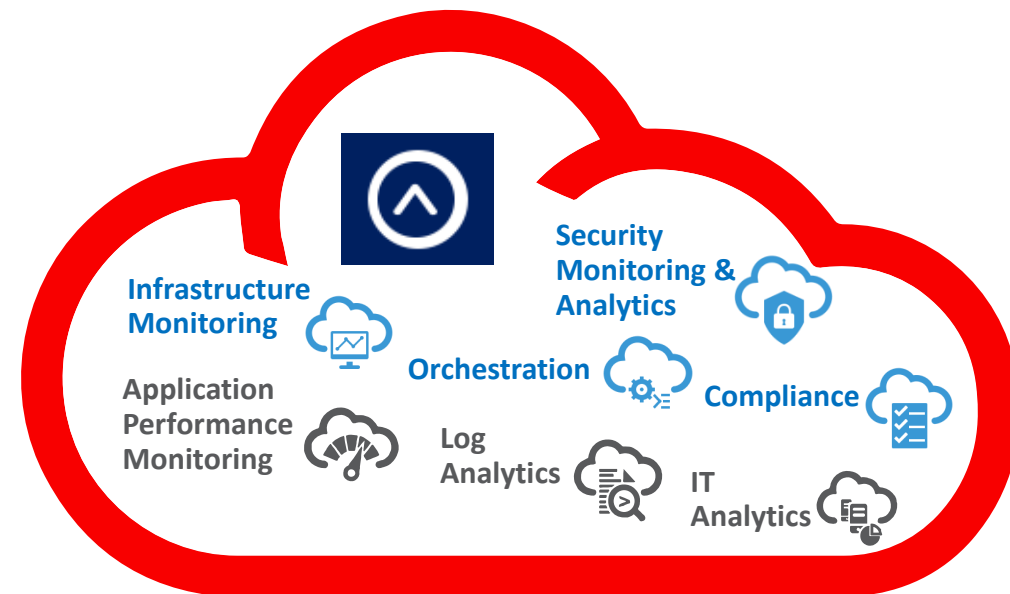 Security
Monitoring &
Analytics
Infrastructure
Monitoring
Orchestration
Compliance
Application
Performance
Monitoring
Log
Analytics
IT
Analytics